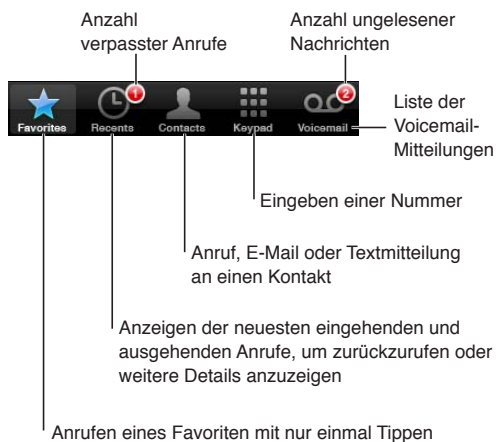 Anzahl
verpasster Anrufe
Anzahl ungelesener
Nachrichten
1
2
Favorites
Recents
Contacts
Keypad
Voicemail
Liste der
Voicemail-
Mitteilungen
Eingeben einer Nummer
Anruf, E-Mail oder Textmitteilung
an einen Kontakt
Anzeigen der neuesten eingehenden und
ausgehenden Anrufe, um zurückzurufen oder
weitere Details anzuzeigen
Anrufen eines Favoriten mit nur einmal Tippen